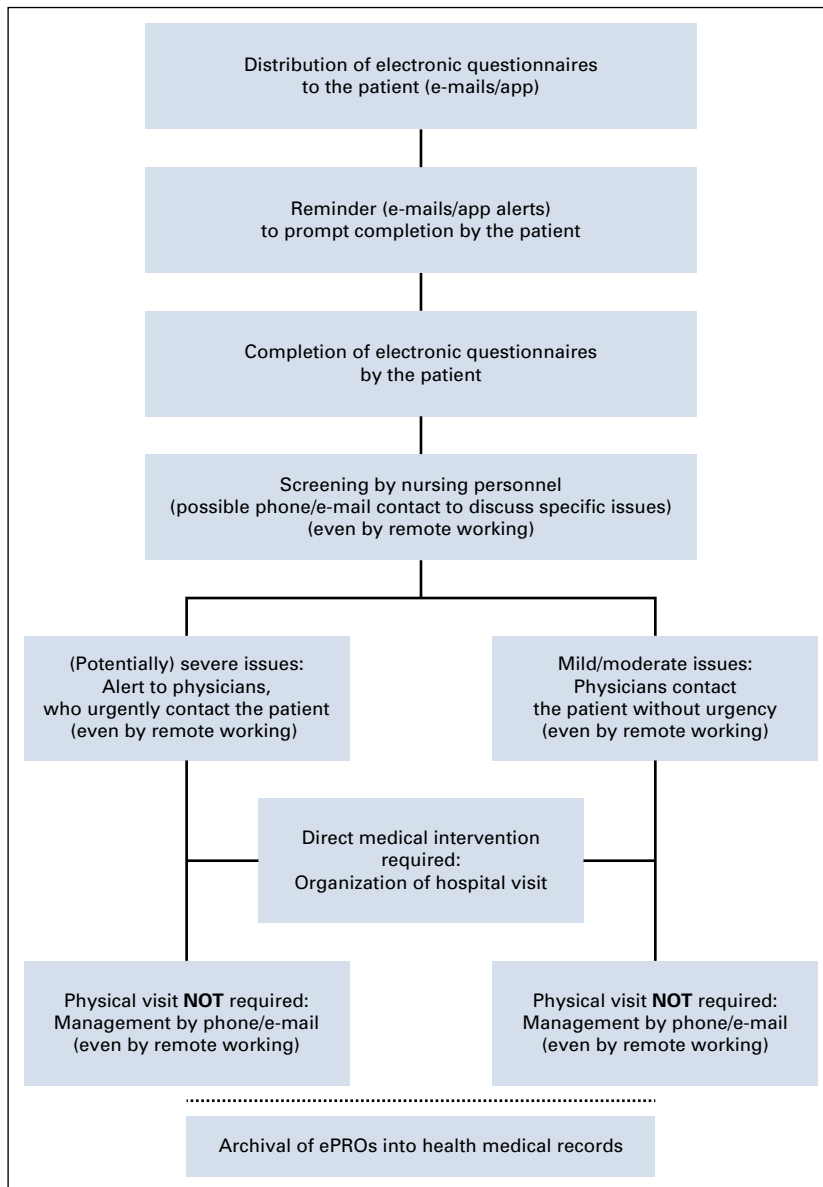 Distribution of electronic questionnaires
to the patient (e-mails/app)
Reminder (e-mails/app alerts)
to prompt completion by the patient
Completion of electronic questionnaires
by the patient
Screening by nursing personnel
(possible phone/e-mail contact to discuss specific issues)
(even by remote working)
(Potentially) severe issues:
Alert to physicians,
who urgently contact the patient
(even by remote working)
Mild/moderate issues:
Physicians contact
the patient without urgency
(even by remote working)
Direct medical intervention
required:
Organization of hospital visit
Physical visit NOT required:
Management by phone/e-mail
(even by remote working)
Physical visit NOT required:
Management by phone/e-mail
(even by remote working)
Archival of ePROs into health medical records